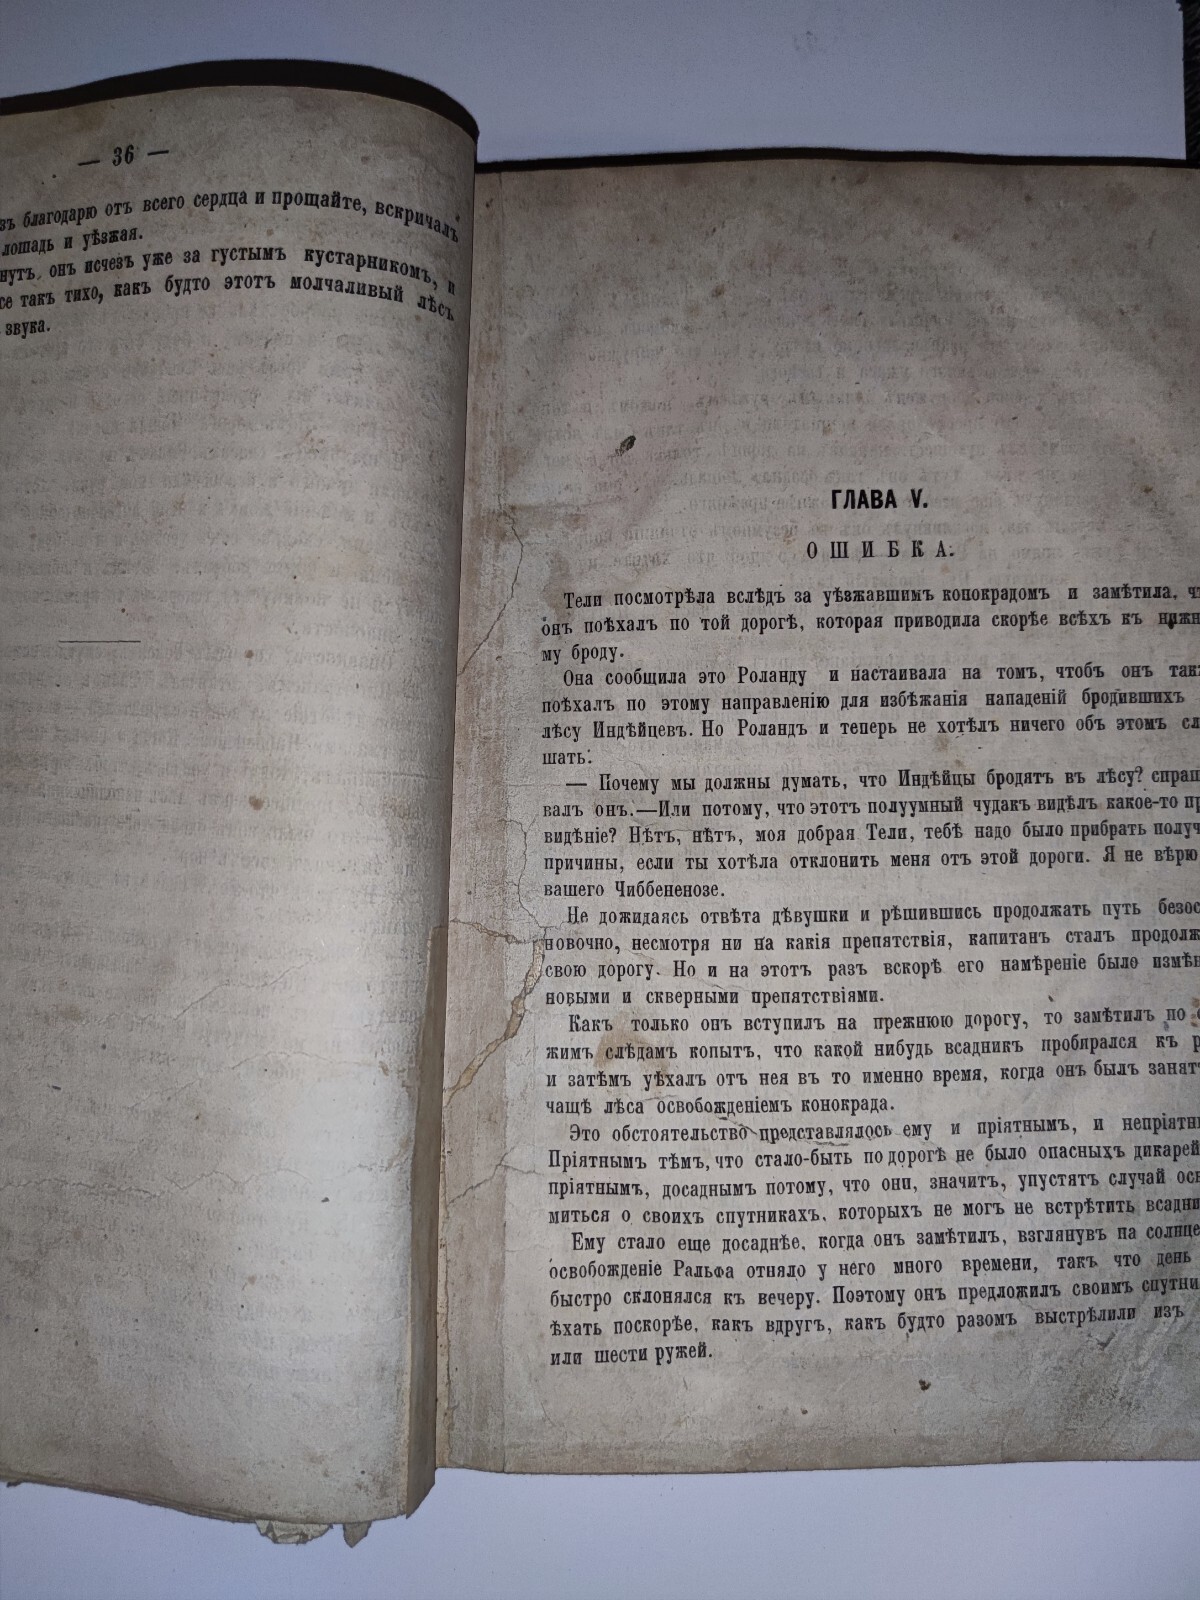 — 36 —
благодарю отъ всего сердца и прощайте, вскричалъ
лошадь и уѣзжая.
онъ исчезъ уже за густымъ кустарникомъ, и
такъ тихо, какъ будто этотъ молчаливый лѣсъ
звука.
ГЛАВА V.
ОШИБКА.
Тели посмотрѣла вслѣдъ за уѣзжавшимъ конокрадомъ и замѣтила,
онъ поѣхалъ по той дорогѣ, которая приводила скорѣе всѣхъ къ нижн
му броду.
Она сообщила это Роланду и настаивала на томъ, чтобъ онъ
поѣхалъ по этому направленію для избѣжанія нападеній бродившихъ
лѣсу Индѣйцевъ. Но Роландъ и теперь не хотѣлъ ничего объ этомъ сл
шать.
— Почему мы должны думать, что Индѣйцы бродятъ въ лѣсу? спраш
валъ онъ.—Или потому, что этотъ полуумный чудакъ видѣлъ какое-то пр
видѣніе? Нѣтъ, нѣтъ, моя добрая Тели, тебѣ надо было прибрать получ
причины, если ты хотѣла отклонить меня отъ этой дороги. Я не вѣрю
вашего Чиббененозе.
Не дожидаясь отвѣта дѣвушки и рѣшившись продолжать путь безос
новочно, несмотря ни на какія препятствія, капитанъ сталъ продолж
свою дорогу. Но и на этотъ разъ вскорѣ его намѣреніе было измѣн
новыми и скверными препятствіями.
Какъ только онъ вступилъ на прежнюю дорогу, то замѣтилъ по
жимъ слѣдамъ копытъ, что какой нибудь всадникъ пробирался къ р
и затѣмъ уѣхалъ отъ нея въ то именно время, когда онъ былъ занятъ
чащѣ лѣса освобожденіемъ конокрада.
Это обстоятельство представлялось ему и пріятнымъ, и непріятн
Пріятнымъ тѣмъ, что стало-быть по дорогѣ не было опасныхъ дикарей
пріятнымъ, досаднымъ потому, что они, значитъ, упустятъ случай осв
миться о своихъ спутникахъ, которыхъ не могъ не встрѣтить всадни
Ему стало еще досаднѣе, когда онъ замѣтилъ, взглянувъ на солнце
освобожденіе Ральфа отняло у него много времени, такъ что день
быстро склонялся къ вечеру. Поэтому онъ предложилъ своимъ спутни
ѣхать поскорѣе, какъ вдругъ, какъ будто разомъ выстрѣлили изъ
или шести ружей.